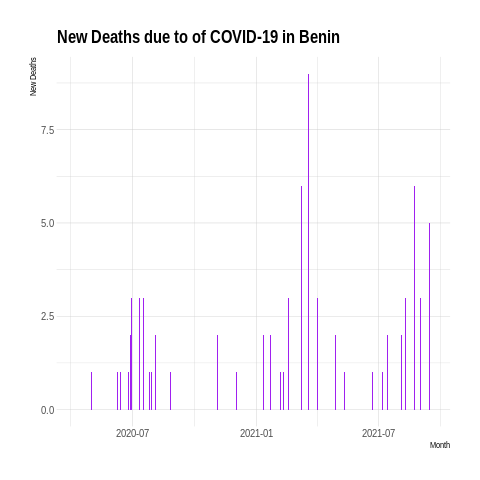 New Deaths due to of COVID-19 in Benin
New Deaths
7.5
5.0
2.5
0.0
2020-07
2021-01
2021-07
Month